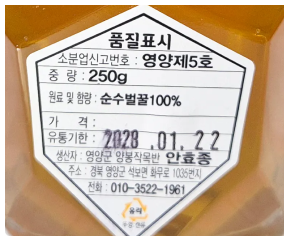 품질표시
소분업신고번호 : 영양제5호
중 량 : 250g
원료 및 함량 : 순수벌꿀100%
가 격 :
유통기한 : 2028 .01.22
생산자 : 영양군 양봉작목반 안효종
주소 : 경북 영양군 석보면 화무로 1035번지
전화 : 010-3522-1961
유리